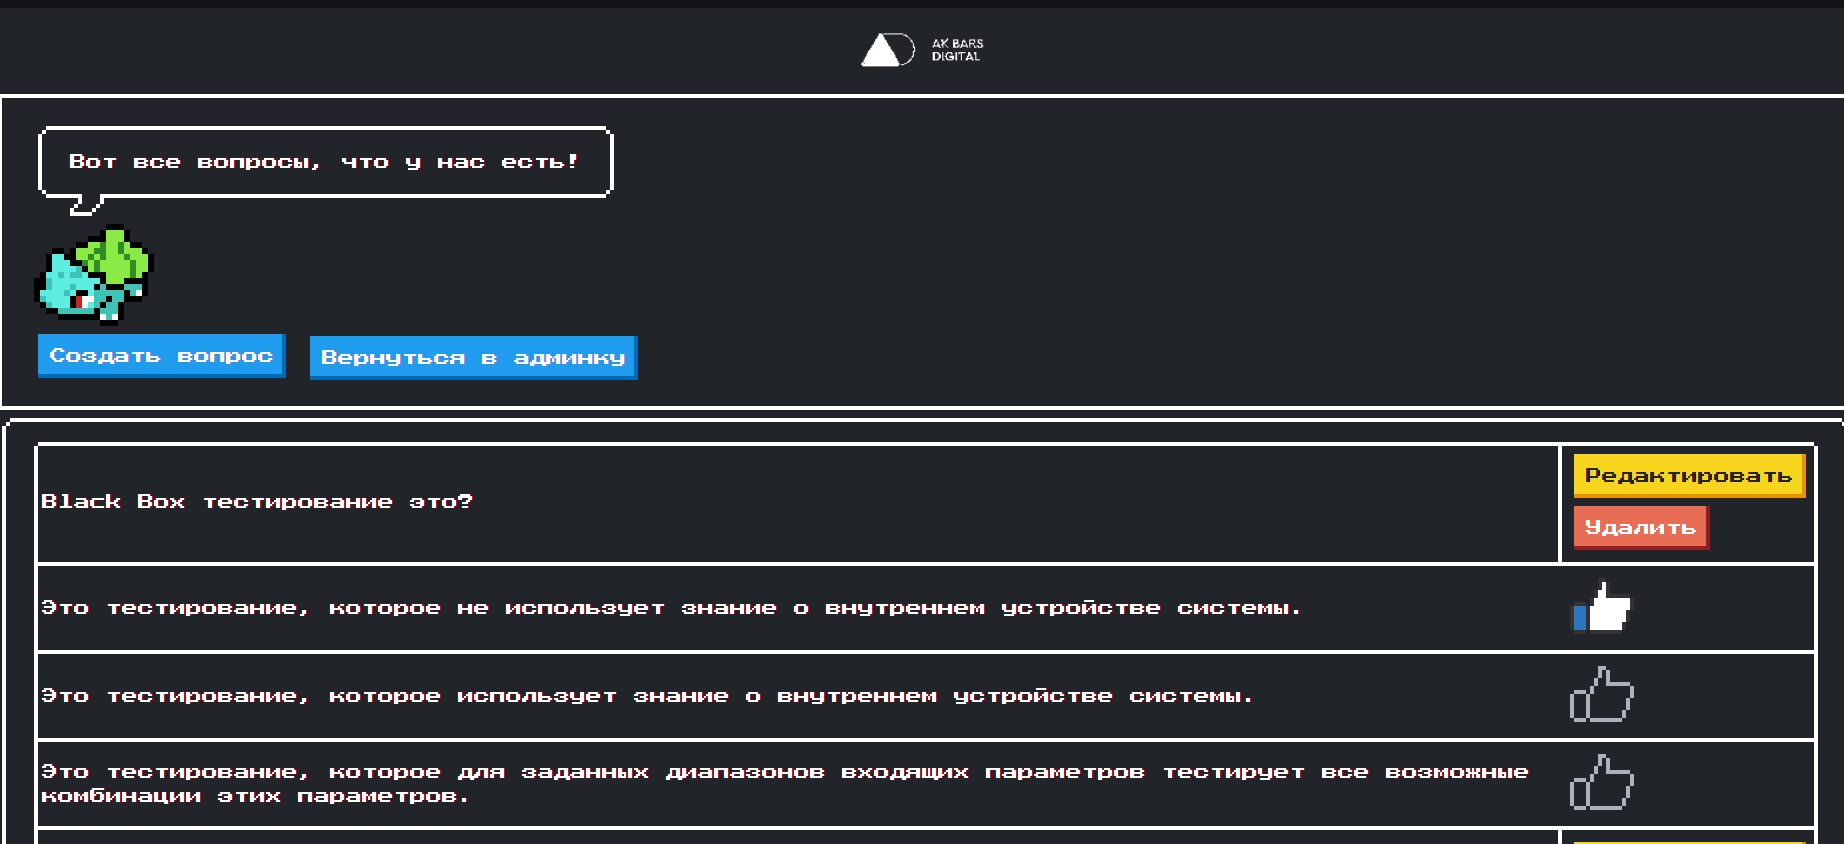 AK BARS
DIGITAL
Вот все вопросы, что у нас есть!
Создать вопрос
Вернуться в админку
Black Box тестирование это?
Редактировать
Удалить
Это тестирование, которое не использует знание о внутреннем устройстве системы.
Это тестирование, которое использует знание о внутреннем устройстве системы.
Это тестирование, которое для заданных диапазонов входящих параметров тестирует все возможные
комбинации этих параметров.